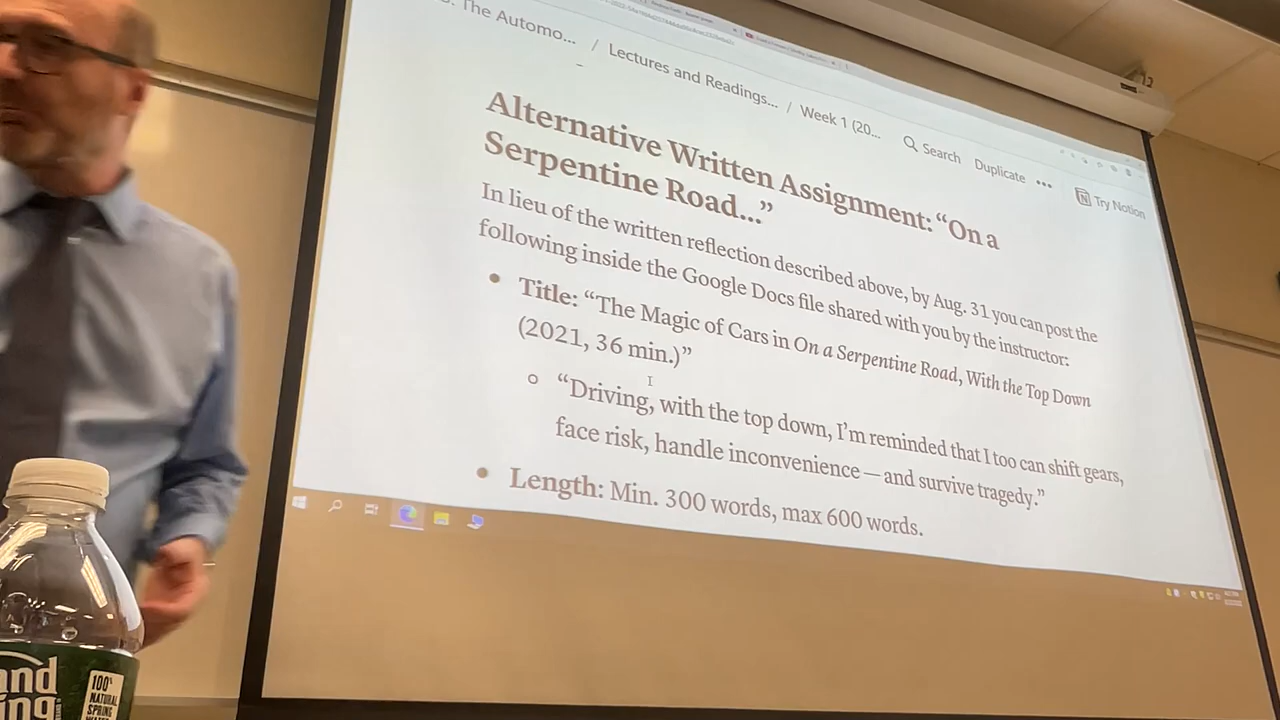 The Automo... / Lectures and Readings... / Week 1 (20... Search Duplicate ••• Try Notion
Alternative Written Assignment: “On a
Serpentine Road...”
In lieu of the written reflection described above, by Aug. 31 you can post the
following inside the Google Docs file shared with you by the instructor:
• Title: “The Magic of Cars in On a Serpentine Road, With the Top Down
(2021, 36 min.)”
○ “Driving, with the top down, I’m reminded that I too can shift gears,
face risk, handle inconvenience — and survive tragedy.”
• Length: Min. 300 words, max 600 words.
100%
NATURAL
SPRING
WATER